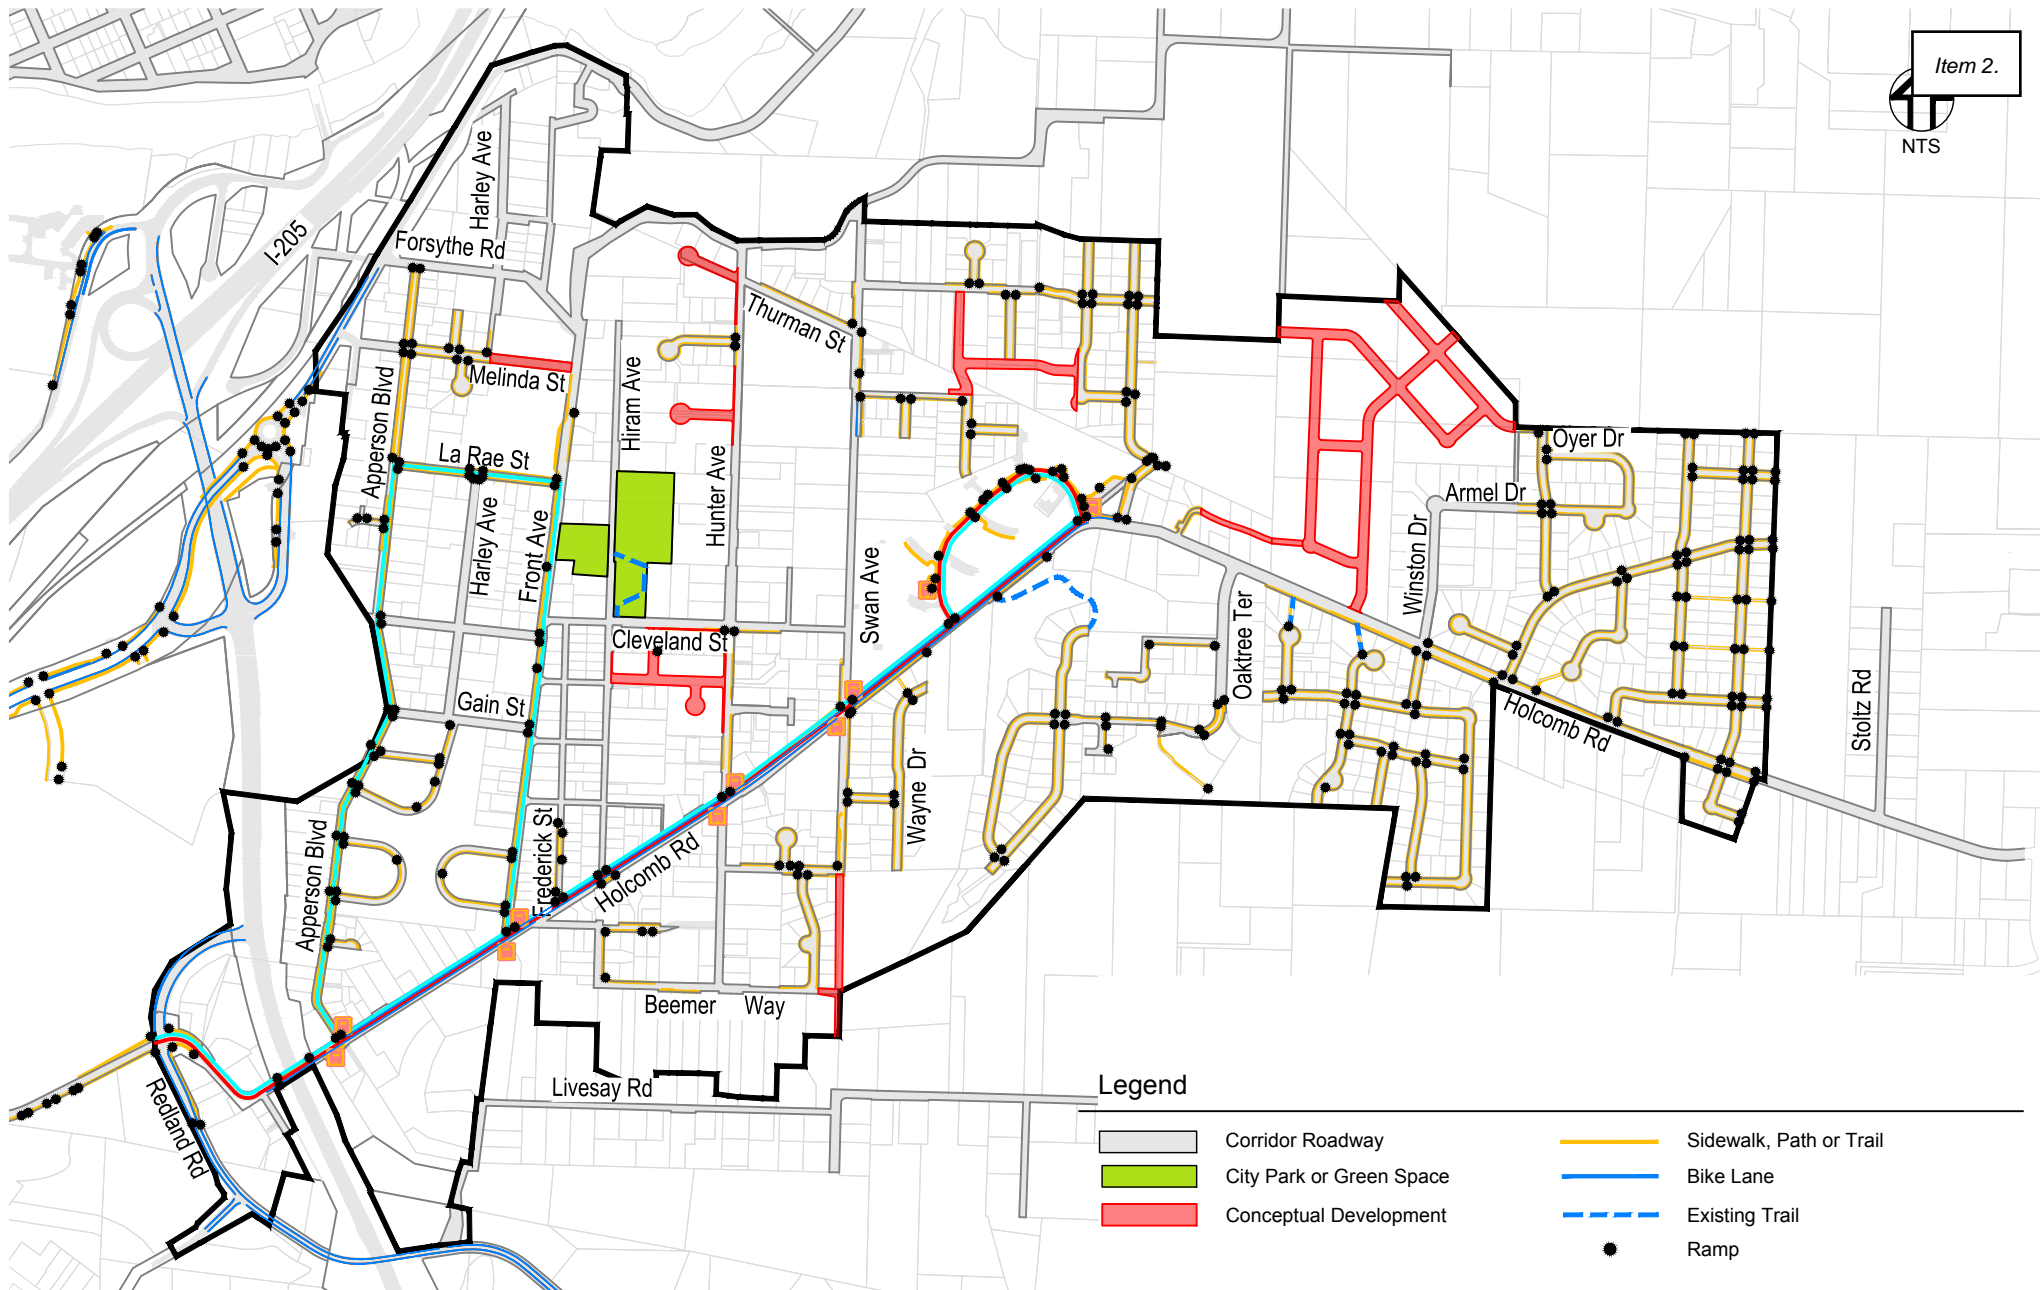 Item 2.
NTS
Harley Ave
I-205
Forsythe Rd
Thurman St
Melinda St
Hiram Ave
Apperson Blvd
La Rae St
Oyer Dr
Hunter Ave
Armel Dr
Harley Ave
Front Ave
Swan Ave
Winston Dr
Cleveland St
Oaktree Ter
Gain St
Stoltz Rd
Holcomb Rd
Wayne Dr
Apperson Blvd
Frederick St
Holcomb Rd
Beemer Way
Livesay Rd
Redland Rd
Legend
Corridor Roadway
City Park or Green Space
Conceptual Development
Sidewalk, Path or Trail
Bike Lane
Existing Trail
Ramp